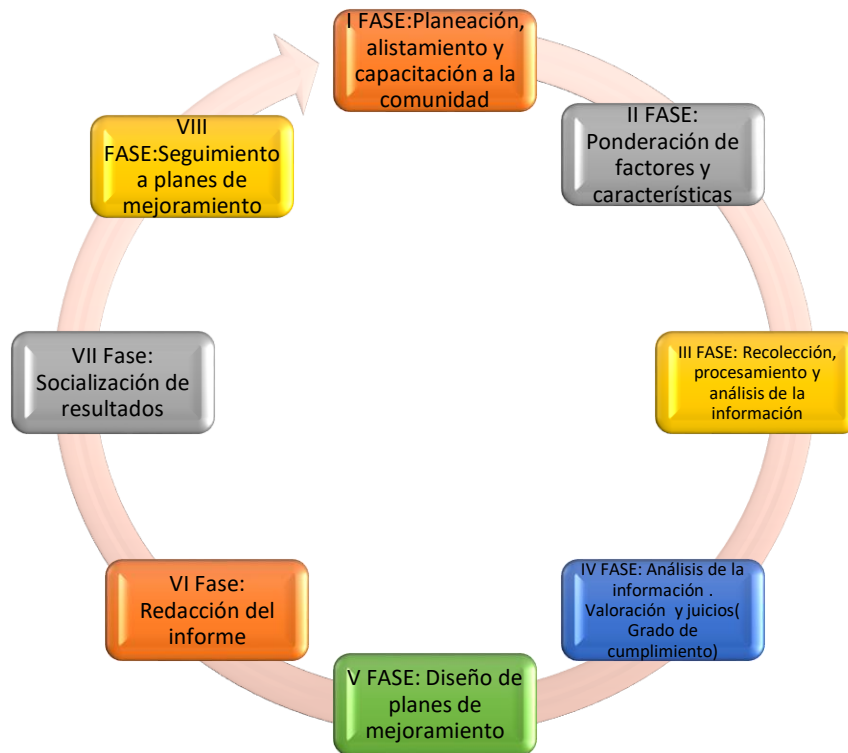 I FASE:Planeación,
alistamiento y
capacitación a la
comunidad
II FASE:
Ponderación de
factores y
características
III FASE: Recolección,
procesamiento y
análisis de la
información
IV FASE: Análisis de la
información .
Valoración y juicios(
Grado de
cumplimiento)
V FASE: Diseño de
planes de
mejoramiento
VI Fase:
Redacción del
informe
VII Fase:
Socialización de
resultados
VIII
FASE:Seguimiento
a planes de
mejoramiento